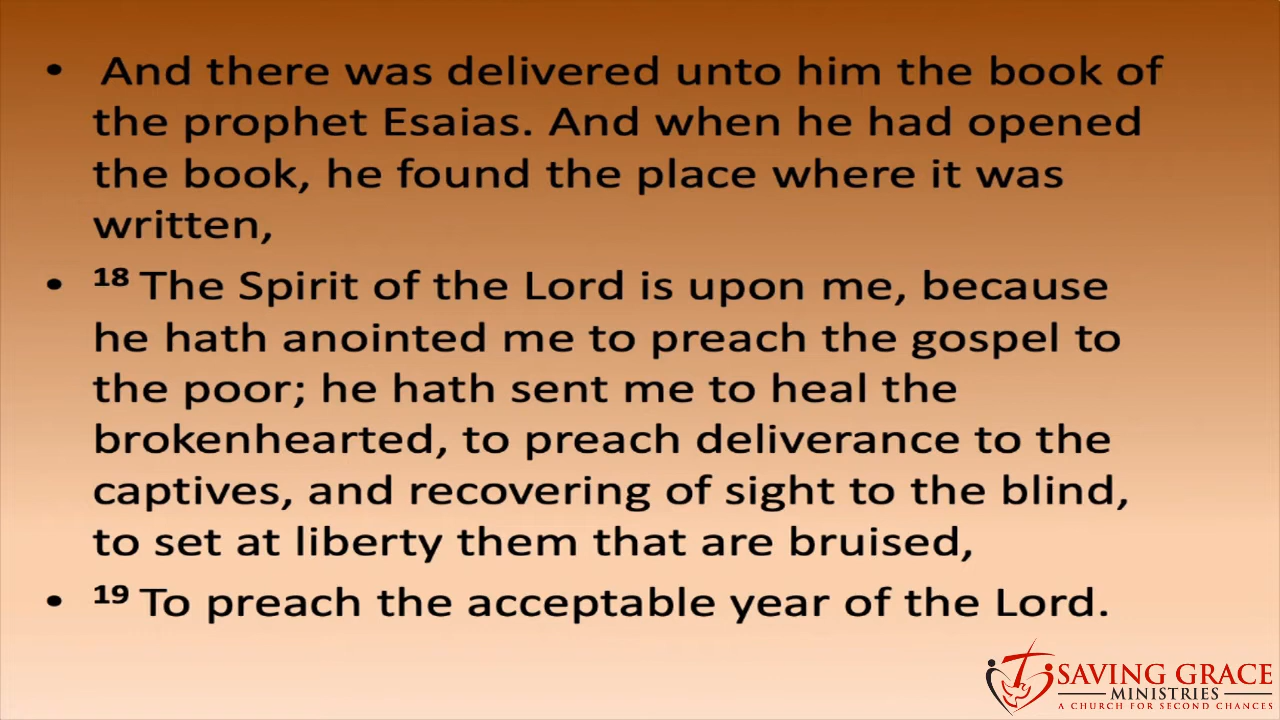 • And there was delivered unto him the book of
the prophet Esaias. And when he had opened
the book, he found the place where it was
written,
• 18 The Spirit of the Lord is upon me, because
he hath anointed me to preach the gospel to
the poor; he hath sent me to heal the
brokenhearted, to preach deliverance to the
captives, and recovering of sight to the blind,
to set at liberty them that are bruised,
• 19 To preach the acceptable year of the Lord.
SAVING GRACE
MINISTRIES
A CHURCH FOR SECOND CHANCES